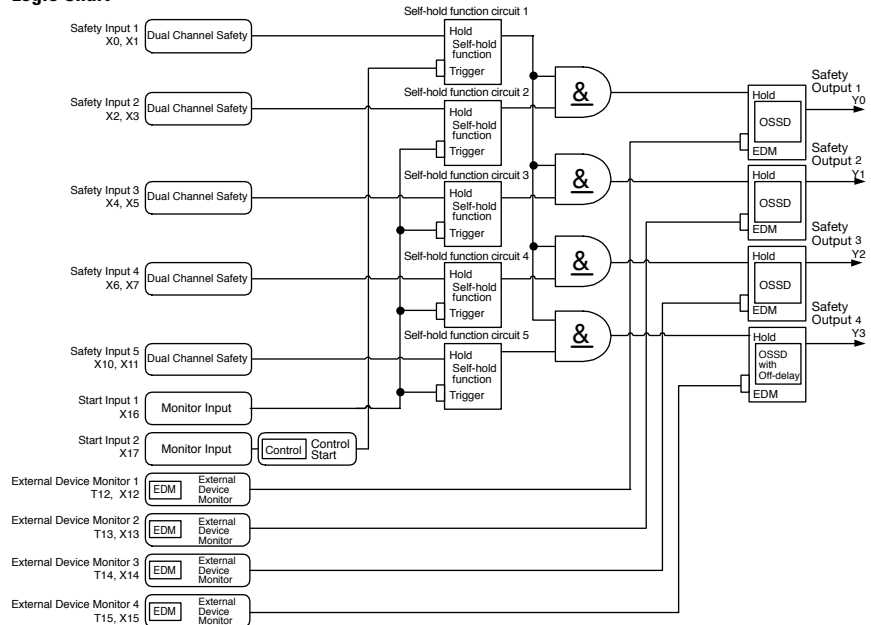 Self-hold function circuit 1
Safety Input 1
X0, X1
Dual Channel Safety
Hold
Self-hold
function
Trigger
Self-hold function circuit 2
Safety Input 2
X2, X3
Dual Channel Safety
Hold
Self-hold
function
Trigger
&
Hold
OSSD
EDM
Safety
Output 1
Y0
Self-hold function circuit 3
Safety Input 3
X4, X5
Dual Channel Safety
Hold
Self-hold
function
Trigger
&
Hold
OSSD
EDM
Safety
Output 2
Y1
Self-hold function circuit 4
Safety Input 4
X6, X7
Dual Channel Safety
Hold
Self-hold
function
Trigger
&
Hold
OSSD
EDM
Safety
Output 3
Y2
Self-hold function circuit 5
Safety Input 5
X10, X11
Dual Channel Safety
Hold
Self-hold
function
Trigger
&
Hold
OSSD
with
Off-delay
EDM
Safety
Output 4
Y3
Start Input 1
X16
Monitor Input
Start Input 2
X17
Monitor Input
Control
Control
Start
External Device Monitor 1
T12, X12
EDM
External
Device
Monitor
External Device Monitor 2
T13, X13
EDM
External
Device
Monitor
External Device Monitor 3
T14, X14
EDM
External
Device
Monitor
External Device Monitor 4
T15, X15
EDM
External
Device
Monitor